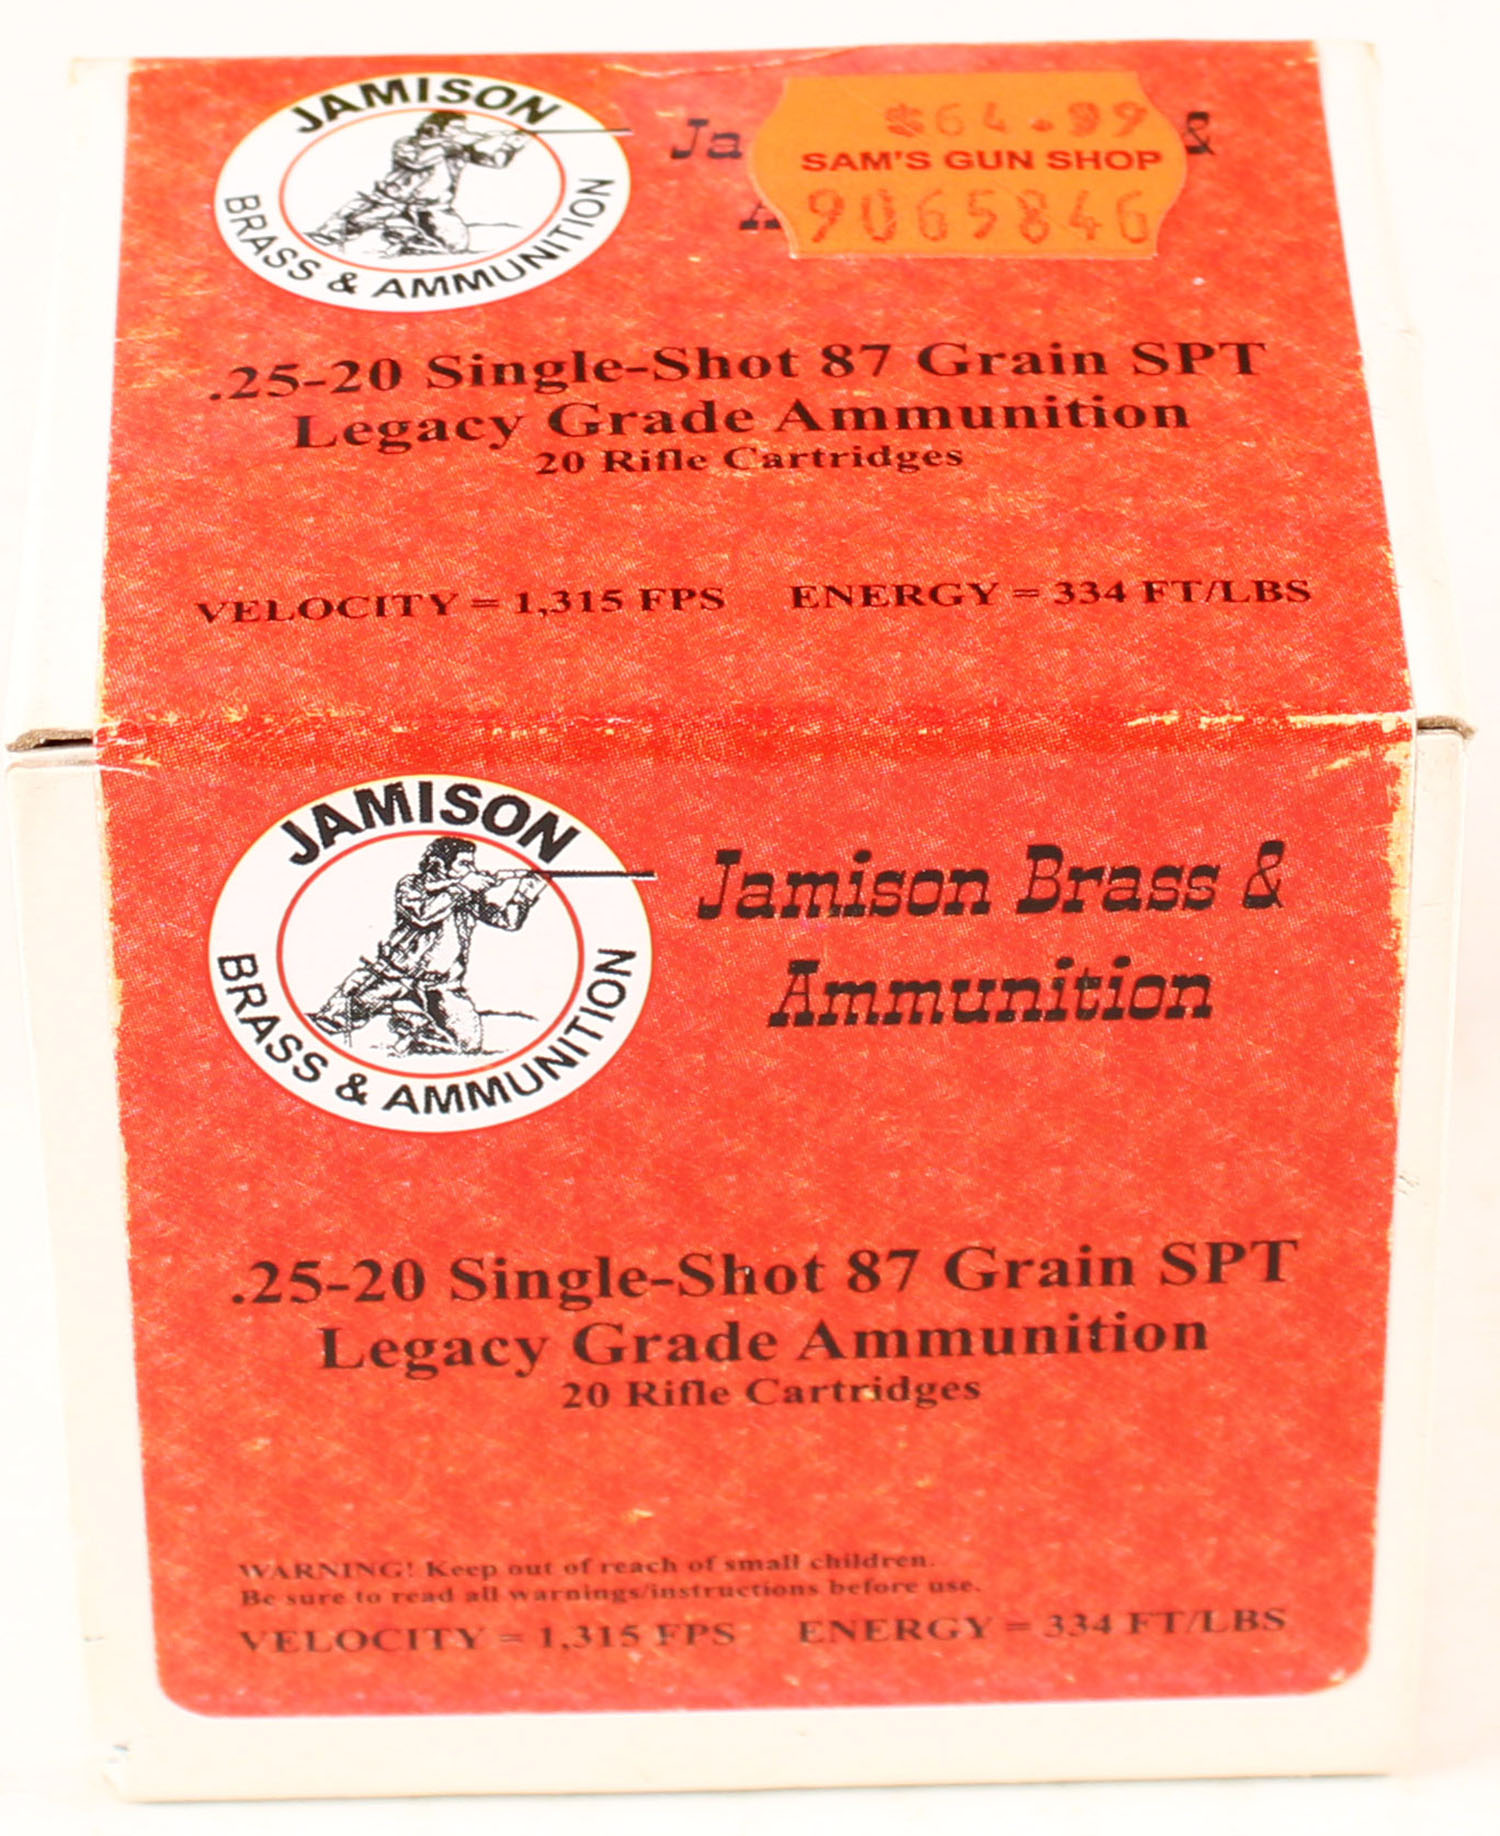 JAMISON
BRASS & AMMUNITION
Ja &
A
$64.99
SAM'S GUN SHOP
9065846
.25-20 Single-Shot 87 Grain SPT
Legacy Grade Ammunition
20 Rifle Cartridges
VELOCITY = 1,315 FPS ENERGY = 334 FT/LBS
JAMISON
BRASS & AMMUNITION
Jamison Brass &
Ammunition
.25-20 Single-Shot 87 Grain SPT
Legacy Grade Ammunition
20 Rifle Cartridges
WARNING! Keep out of reach of small children.
Be sure to read all warnings/instructions before use.
VELOCITY = 1,315 FPS ENERGY = 334 FT/LBS